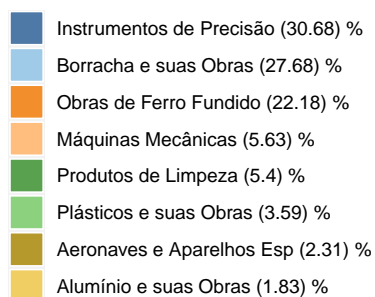 Instrumentos de Precisão (30.68) %
Borracha e suas Obras (27.68) %
Obras de Ferro Fundido (22.18) %
Máquinas Mecânicas (5.63) %
Produtos de Limpeza (5.4) %
Plásticos e suas Obras (3.59) %
Aeronaves e Aparelhos Esp (2.31) %
Alumínio e suas Obras (1.83) %